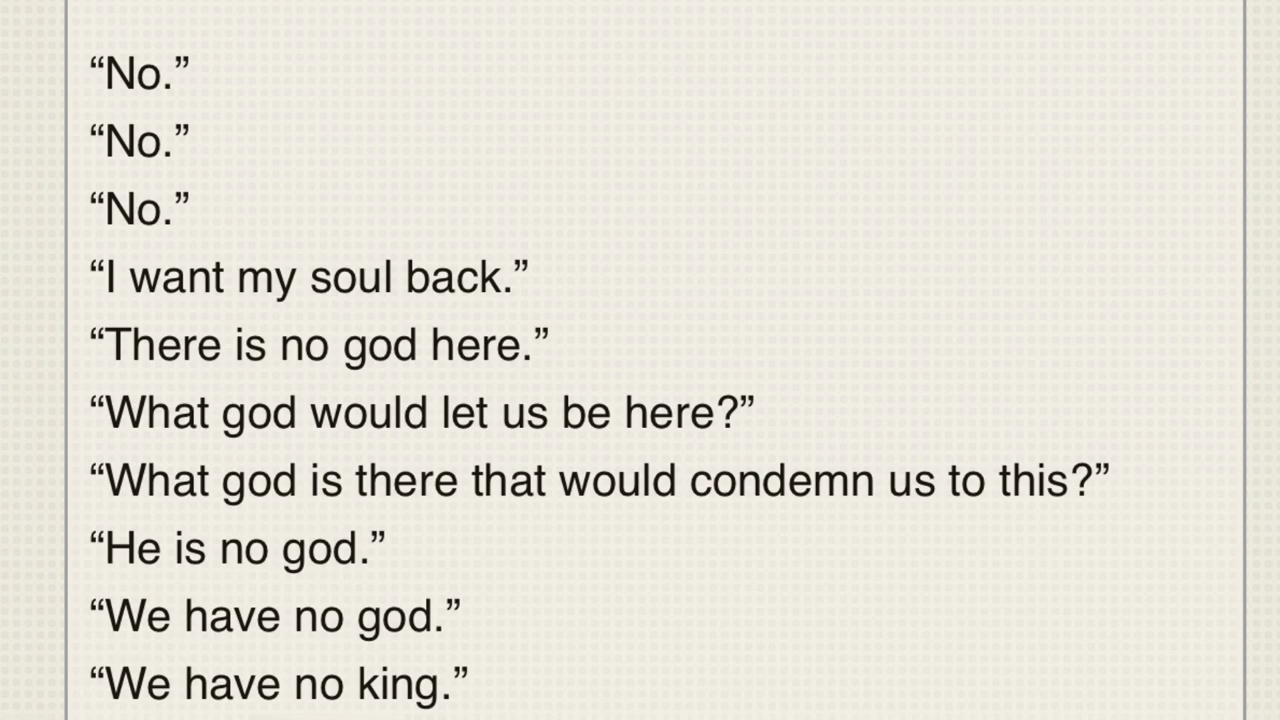 “No.”
“No.”
“No.”
“I want my soul back.”
“There is no god here.”
“What god would let us be here?”
“What god is there that would condemn us to this?”
“He is no god.”
“We have no god.”
“We have no king.”